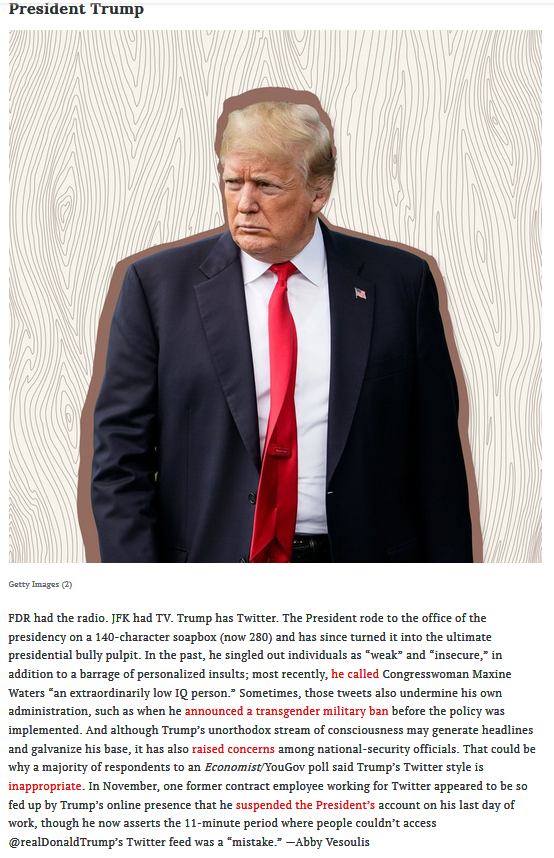 President Trump
Getty Images (2)
FDR had the radio. JFK had TV. Trump has Twitter. The President rode to the office of the
presidency on a 140-character soapbox (now 280) and has since turned it into the ultimate
presidential bully pulpit. In the past, he singled out individuals as “weak” and “insecure,” in
addition to a barrage of personalized insults; most recently, he called Congresswoman Maxine
Waters “an extraordinarily low IQ person.” Sometimes, those tweets also undermine his own
administration, such as when he announced a transgender military ban before the policy was
implemented. And although Trump’s unorthodox stream of consciousness may generate headlines
and galvanize his base, it has also raised concerns among national-security officials. That could be
why a majority of respondents to an Economist/YouGov poll said Trump’s Twitter style is
inappropriate. In November, one former contract employee working for Twitter appeared to be so
fed up by Trump’s online presence that he suspended the President’s account on his last day of
work, though he now asserts the 11-minute period where people couldn’t access
@realDonaldTrump’s Twitter feed was a “mistake.” —Abby Vesoulis